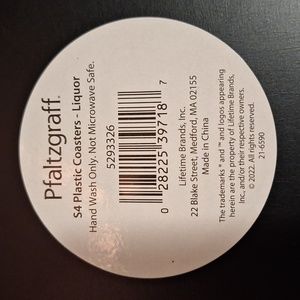 Pfaltzgraff®
S4 Plastic Coasters - Liquor
Hand Wash Only. Not Microwave Safe.
5293326
0 28225 39718 7
Lifetime Brands, Inc.
22 Blake Street, Medford, MA 02155
Made in China
The trademarks ® and ™ and logos appearing
herein are the property of Lifetime Brands,
Inc. and/or their respective owners.
© 2022. All rights reserved.
21-6590